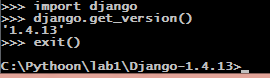 >>> import django
>>> django.get_version()
'1.4.13'
>>> exit()
C:\Pythoon\lab1\Django-1.4.13>